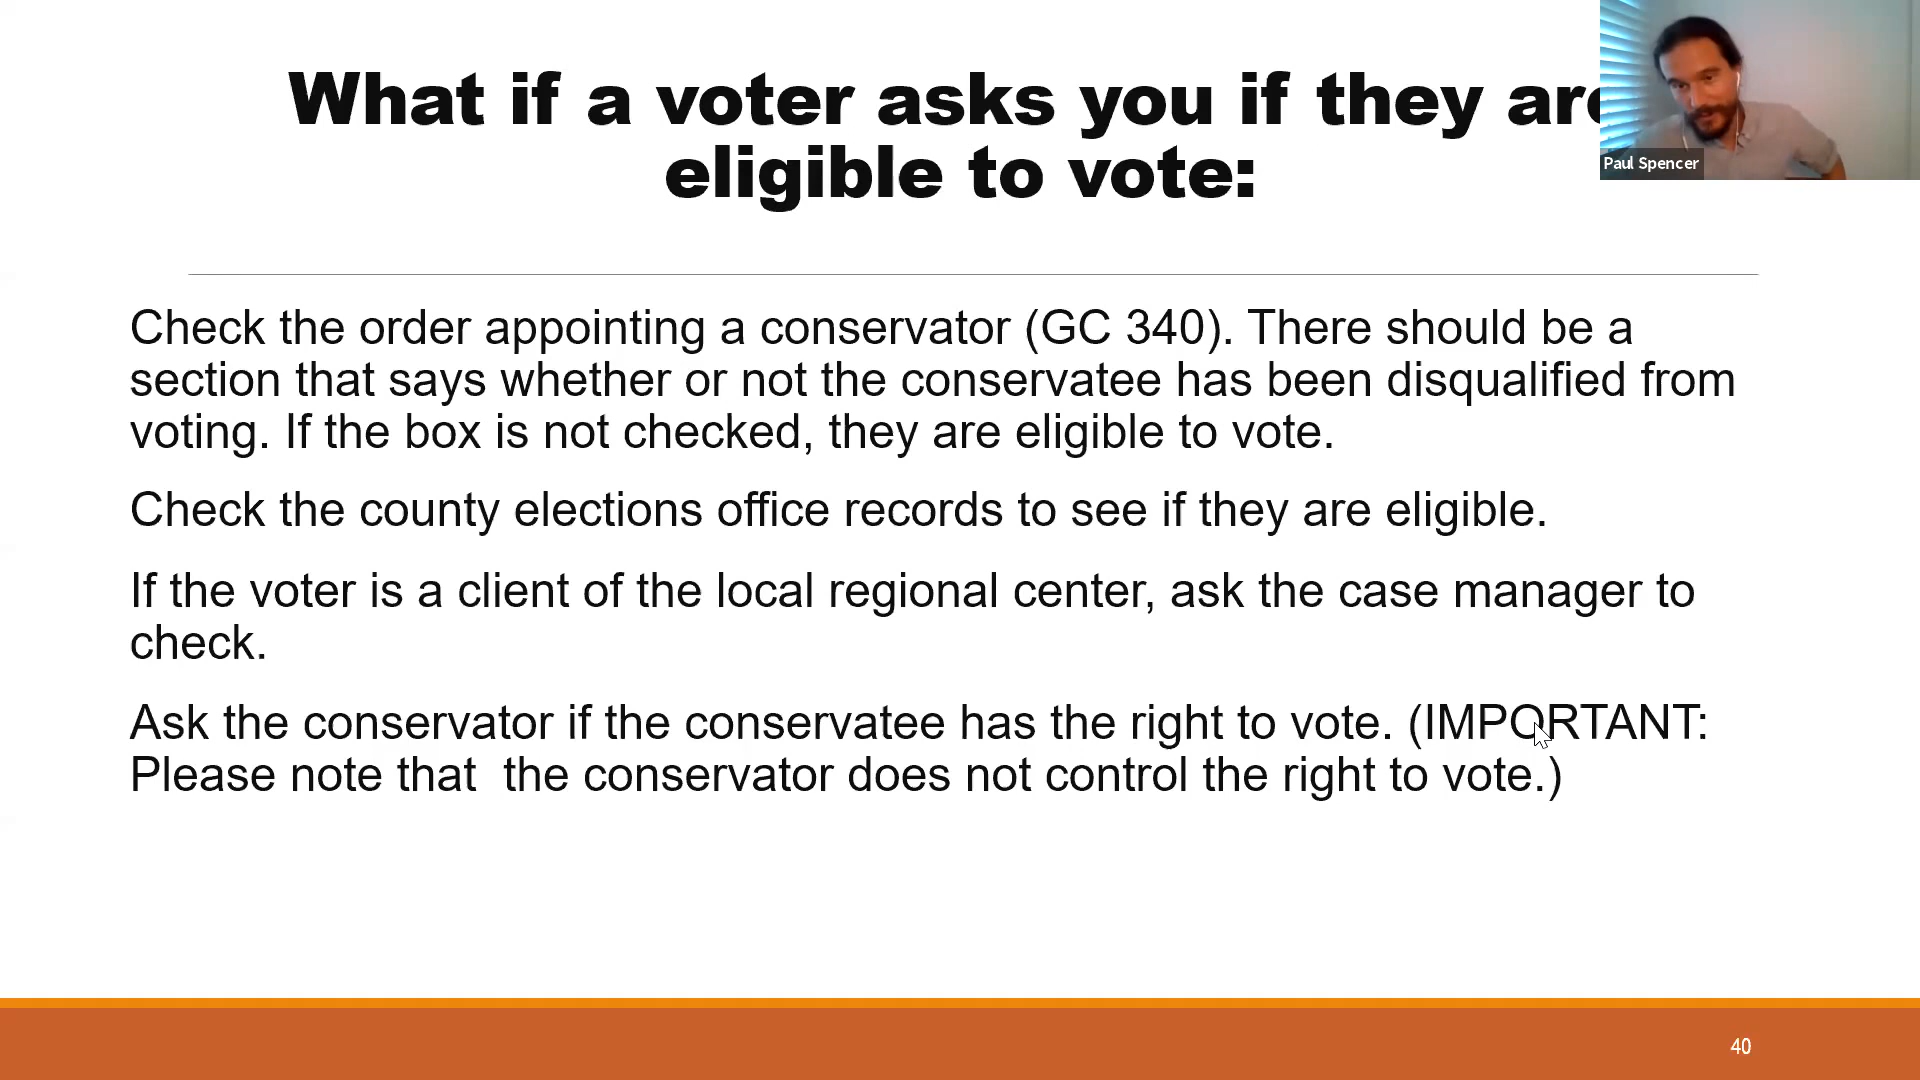 What if a voter asks you if they are
eligible to vote:
Paul Spencer
Check the order appointing a conservator (GC 340). There should be a
section that says whether or not the conservatee has been disqualified from
voting. If the box is not checked, they are eligible to vote.
Check the county elections office records to see if they are eligible.
If the voter is a client of the local regional center, ask the case manager to
check.
Ask the conservator if the conservatee has the right to vote. (IMPORTANT:
Please note that  the conservator does not control the right to vote.)
40